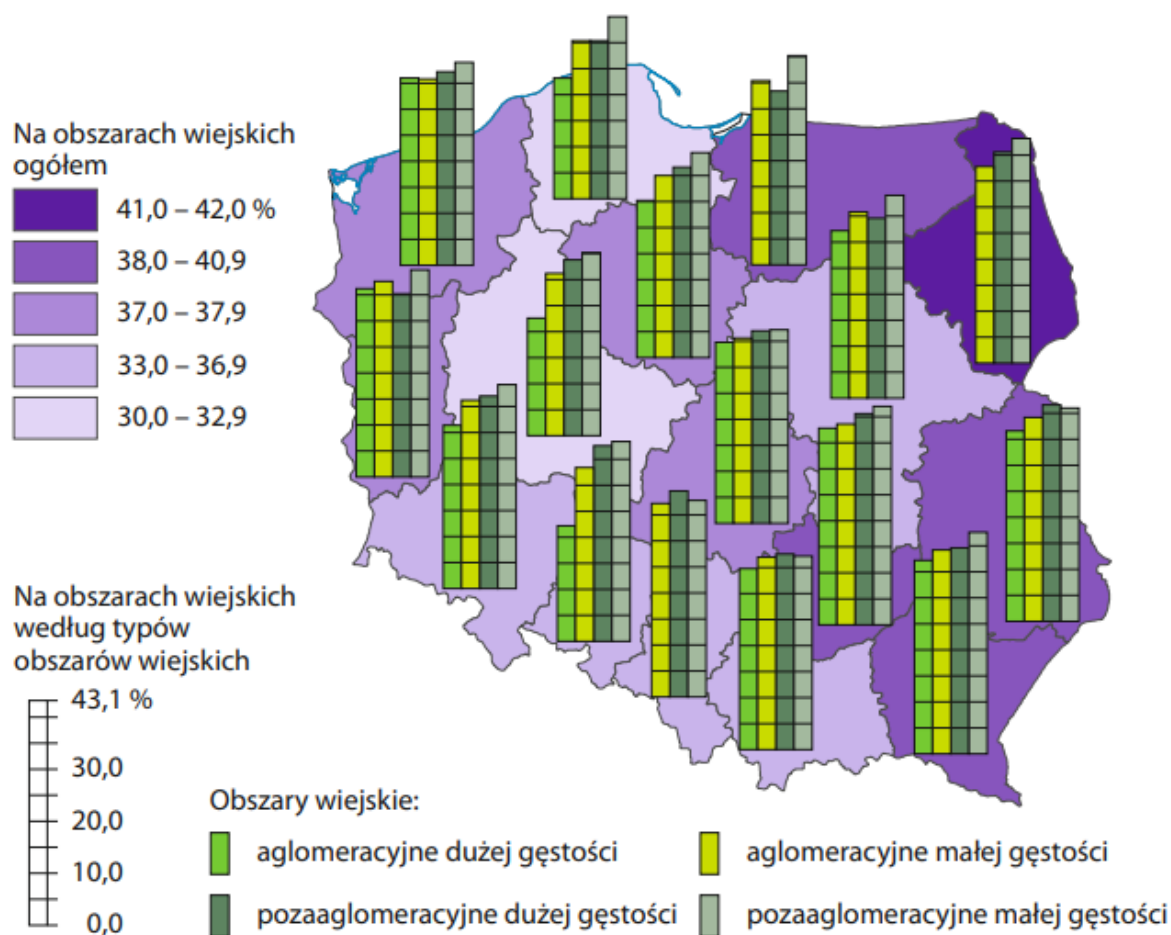 Na obszarach wiejskich
ogółem
41,0 – 42,0 %
38,0 – 40,9
37,0 – 37,9
33,0 – 36,9
30,0 – 32,9
Na obszarach wiejskich
według typów
obszarów wiejskich
43,1 %
30,0
20,0
10,0
0,0
Obszary wiejskie:
aglomeracyjne dużej gęstości
aglomeracyjne małej gęstości
pozaaglomeracyjne dużej gęstości
pozaaglomeracyjne małej gęstości